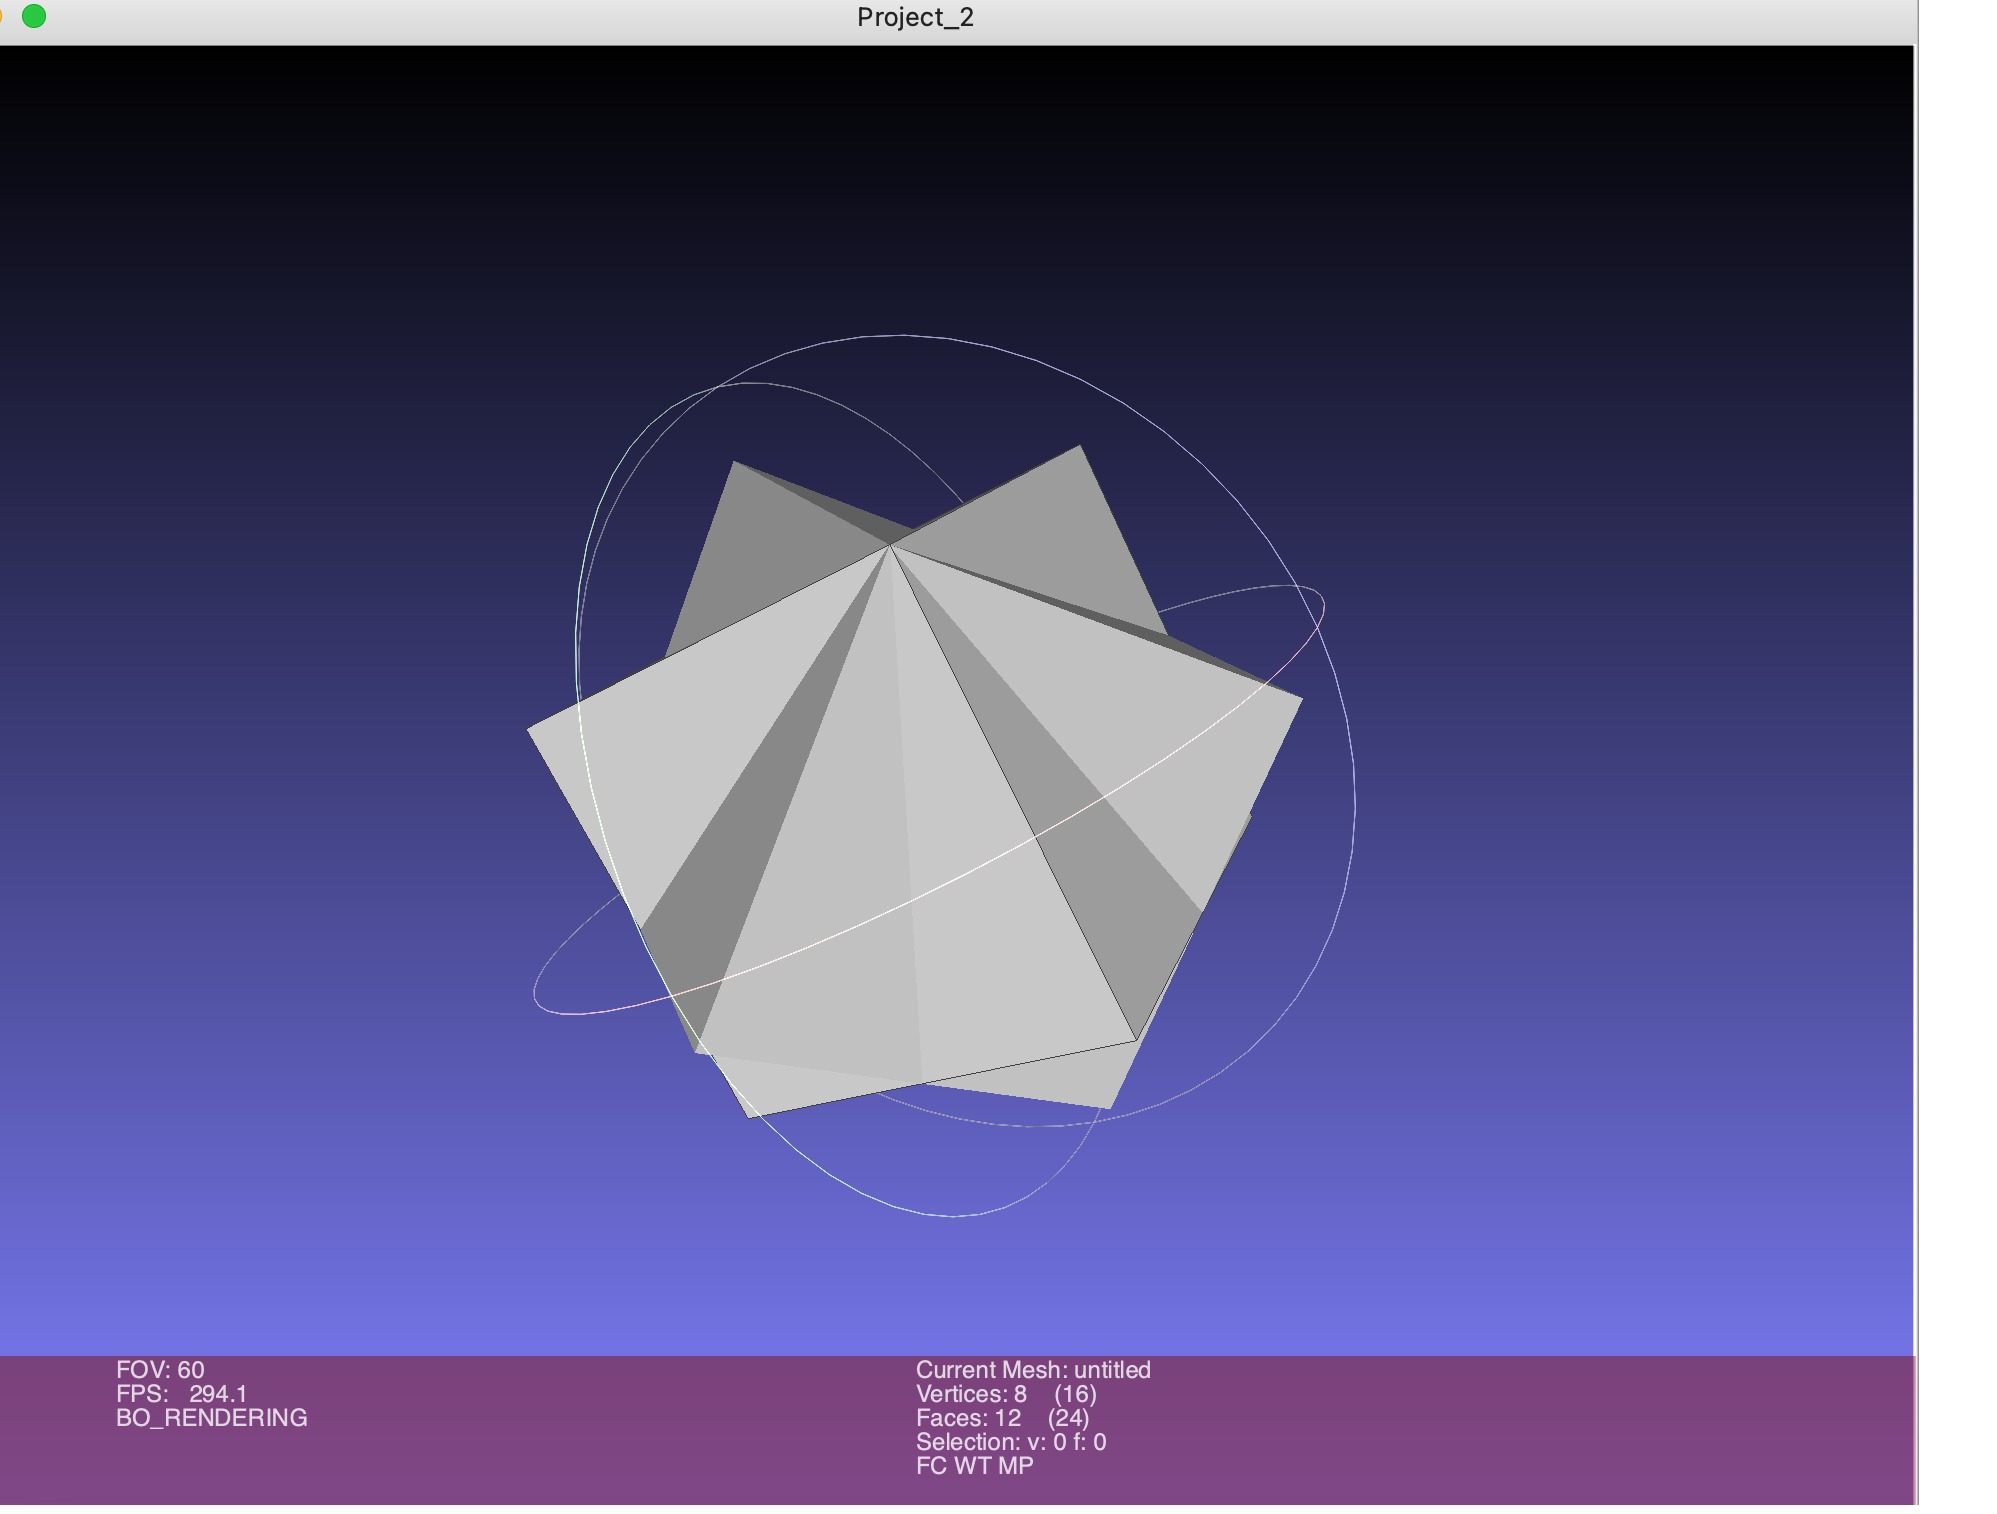 Project_2
FOV: 60
FPS: 294.1
BO_RENDERING
Current Mesh: untitled
Vertices: 8 (16)
Faces: 12 (24)
Selection: v: 0 f: 0
FC WT MP